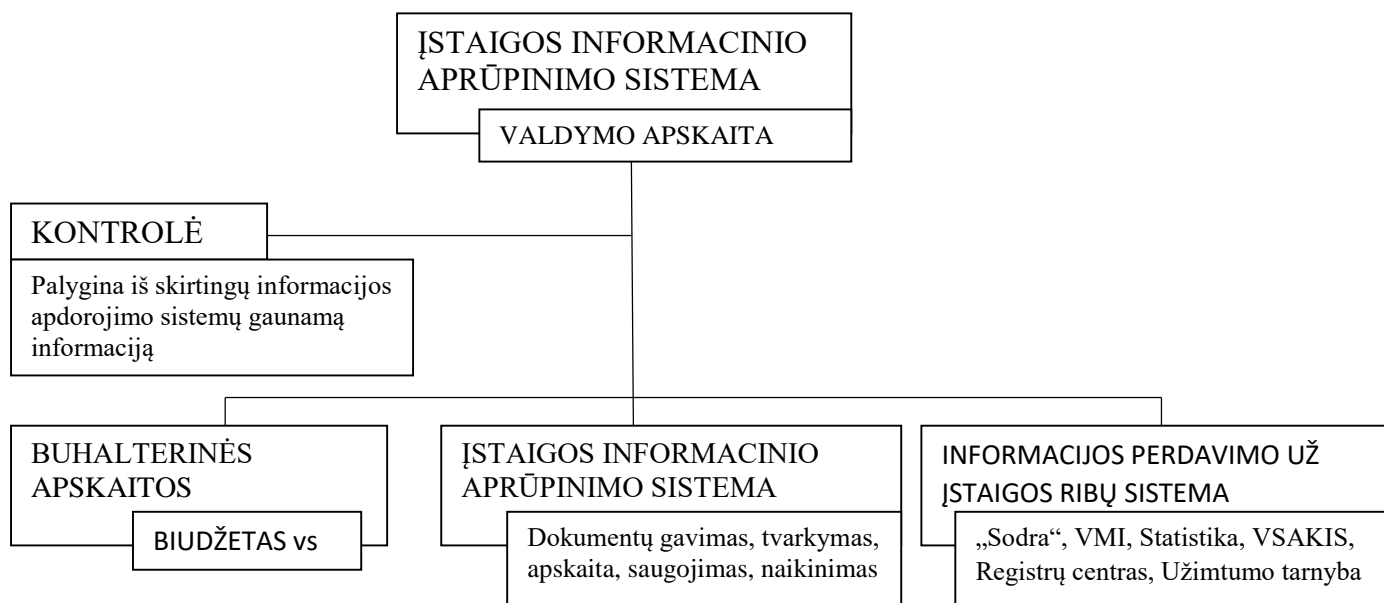 ĮSTAIGOS INFORMACINIO
APRŪPINIMO SISTEMA
VALDYMO APSKAITA
KONTROLĖ
Palygina iš skirtingų informacijos
apdorojimo sistemų gaunamą
informaciją
BUHALTERINĖS
APSKAITOS
BIUDŽETAS vs
ĮSTAIGOS INFORMACINIO
APRŪPINIMO SISTEMA
Dokumentų gavimas, tvarkymas,
apskaita, saugojimas, naikinimas
INFORMACIJOS PERDAVIMO UŽ
ĮSTAIGOS RIBŲ SISTEMA
„Sodra“, VMI, Statistika, VSAKIS,
Registrų centras, Užimtumo tarnyba